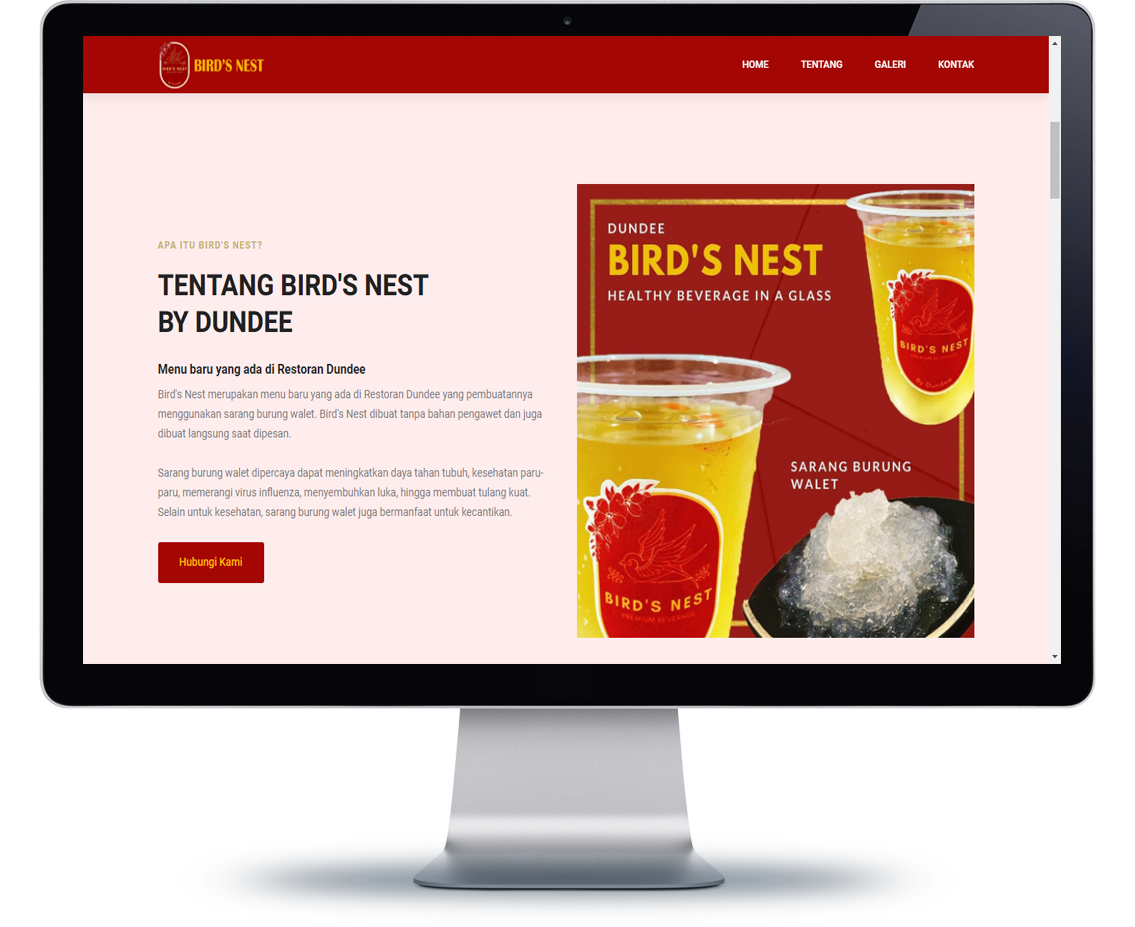 BIRD'S NEST
BIRD'S NEST
HOME
TENTANG
GALERI
KONTAK
APA ITU BIRD'S NEST?
TENTANG BIRD'S NEST
BY DUNDEE
Menu baru yang ada di Restoran Dundee
Bird's Nest merupakan menu baru yang ada di Restoran Dundee yang pembuatannya
menggunakan sarang burung walet. Bird's Nest dibuat tanpa bahan pengawet dan juga
dibuat langsung saat dipesan.
Sarang burung walet dipercaya dapat meningkatkan daya tahan tubuh, kesehatan paru-
paru, memerangi virus influenza, menyembuhkan luka, hingga membuat tulang kuat.
Selain untuk kesehatan, sarang burung walet juga bermanfaat untuk kecantikan.
Hubungi Kami
DUNDEE
BIRD'S NEST
HEALTHY BEVERAGE IN A GLASS
BIRD'S NEST
PREMIUM BEVERAGE
By Dundee
SARANG BURUNG
WALET
BIRD'S NEST
PREMIUM BEVERAGE